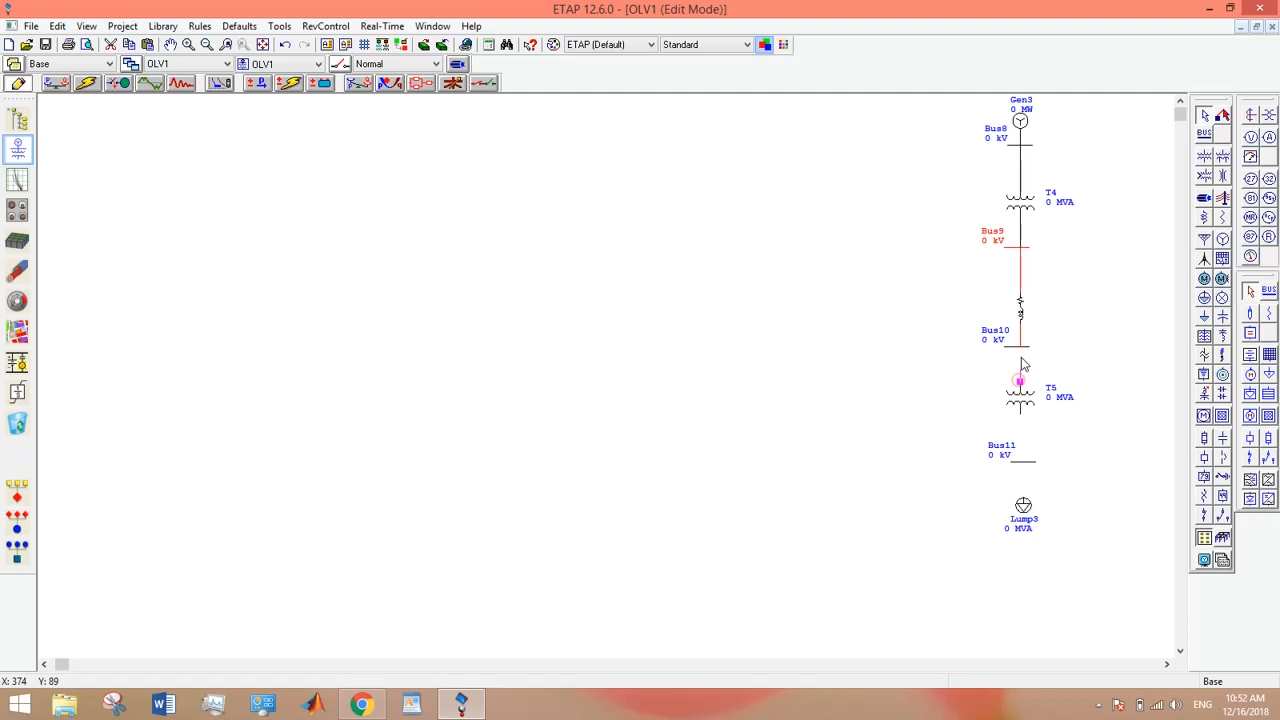 ETAP 12.6.0 - [OLV1 (Edit Mode)]
File Edit View Project Library Rules Defaults Tools RevControl Real-Time Window Help
ETAP (Default) Standard
Base OLV1 OLV1 Normal
Gen3
0 MW
Bus8
0 kV
T4
0 MVA
Bus9
0 kV
Bus10
0 kV
T5
0 MVA
Bus11
0 kV
Lump3
0 MVA
BUS
BUS
X: 374 Y: 89 Base
ENG
10:52 AM
12/16/2018